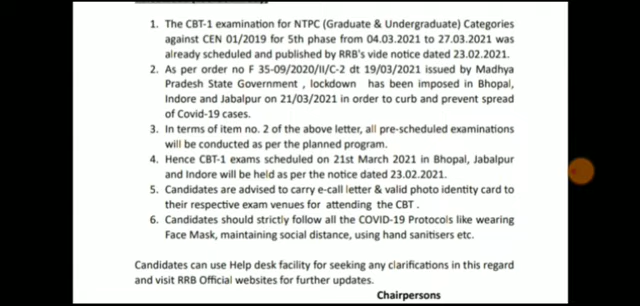 1. The CBT-1 examination for NTPC (Graduate & Undergraduate) Categories
against CEN 01/2019 for 5th phase from 04.03.2021 to 27.03.2021 was
already scheduled and published by RRB's vide notice dated 23.02.2021.
2. As per order no F 35-09/2020/II/C-2 dt 19/03/2021 issued by Madhya
Pradesh State Government , lockdown has been imposed in Bhopal,
Indore and Jabalpur on 21/03/2021 in order to curb and prevent spread
of Covid-19 cases.
3. In terms of item no. 2 of the above letter, all pre-scheduled examinations
will be conducted as per the planned program.
4. Hence CBT-1 exams scheduled on 21st March 2021 in Bhopal, Jabalpur
and Indore will be held as per the notice dated 23.02.2021.
5. Candidates are advised to carry e-call letter & valid photo identity card to
their respective exam venues for attending the CBT .
6. Candidates should strictly follow all the COVID-19 Protocols like wearing
Face Mask, maintaining social distance, using hand sanitisers etc.
Candidates can use Help desk facility for seeking any clarifications in this regard
and visit RRB Official websites for further updates.
Chairpersons